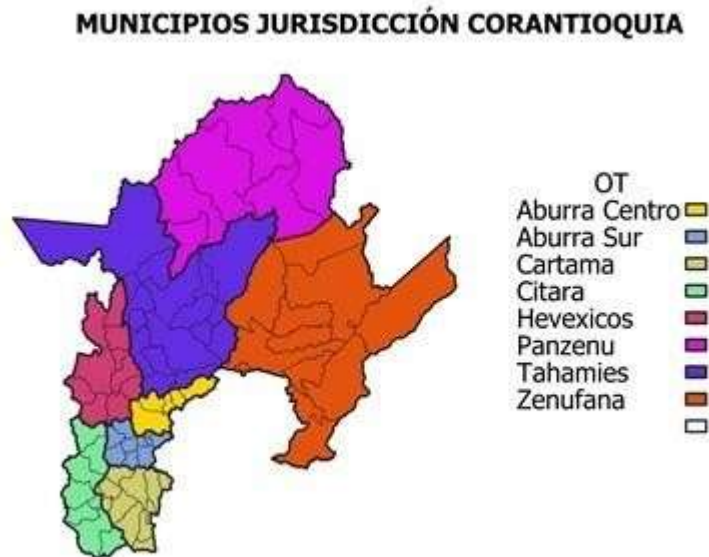 MUNICIPIOS JURISDICCIÓN CORANTIOQUIA
OT
Aburra Centro
Aburra Sur
Cartama
Citara
Hevexicos
Panzenu
Tahamies
Zenufana